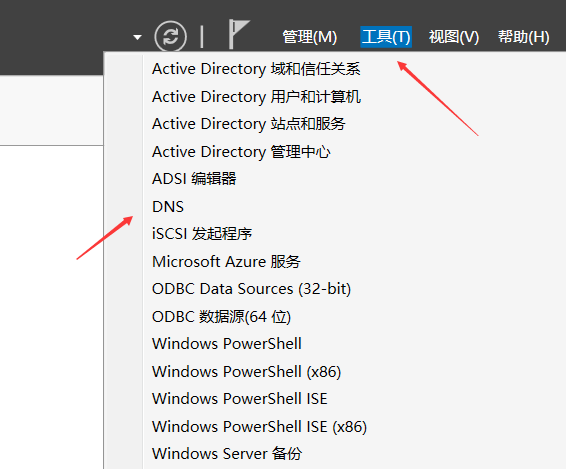 管理(M) 工具(T) 视图(V) 帮助(H)
Active Directory 域和信任关系
Active Directory 用户和计算机
Active Directory 站点和服务
Active Directory 管理中心
ADSI 编辑器
DNS
iSCSI 发起程序
Microsoft Azure 服务
ODBC Data Sources (32-bit)
ODBC 数据源(64 位)
Windows PowerShell
Windows PowerShell (x86)
Windows PowerShell ISE
Windows PowerShell ISE (x86)
Windows Server 备份